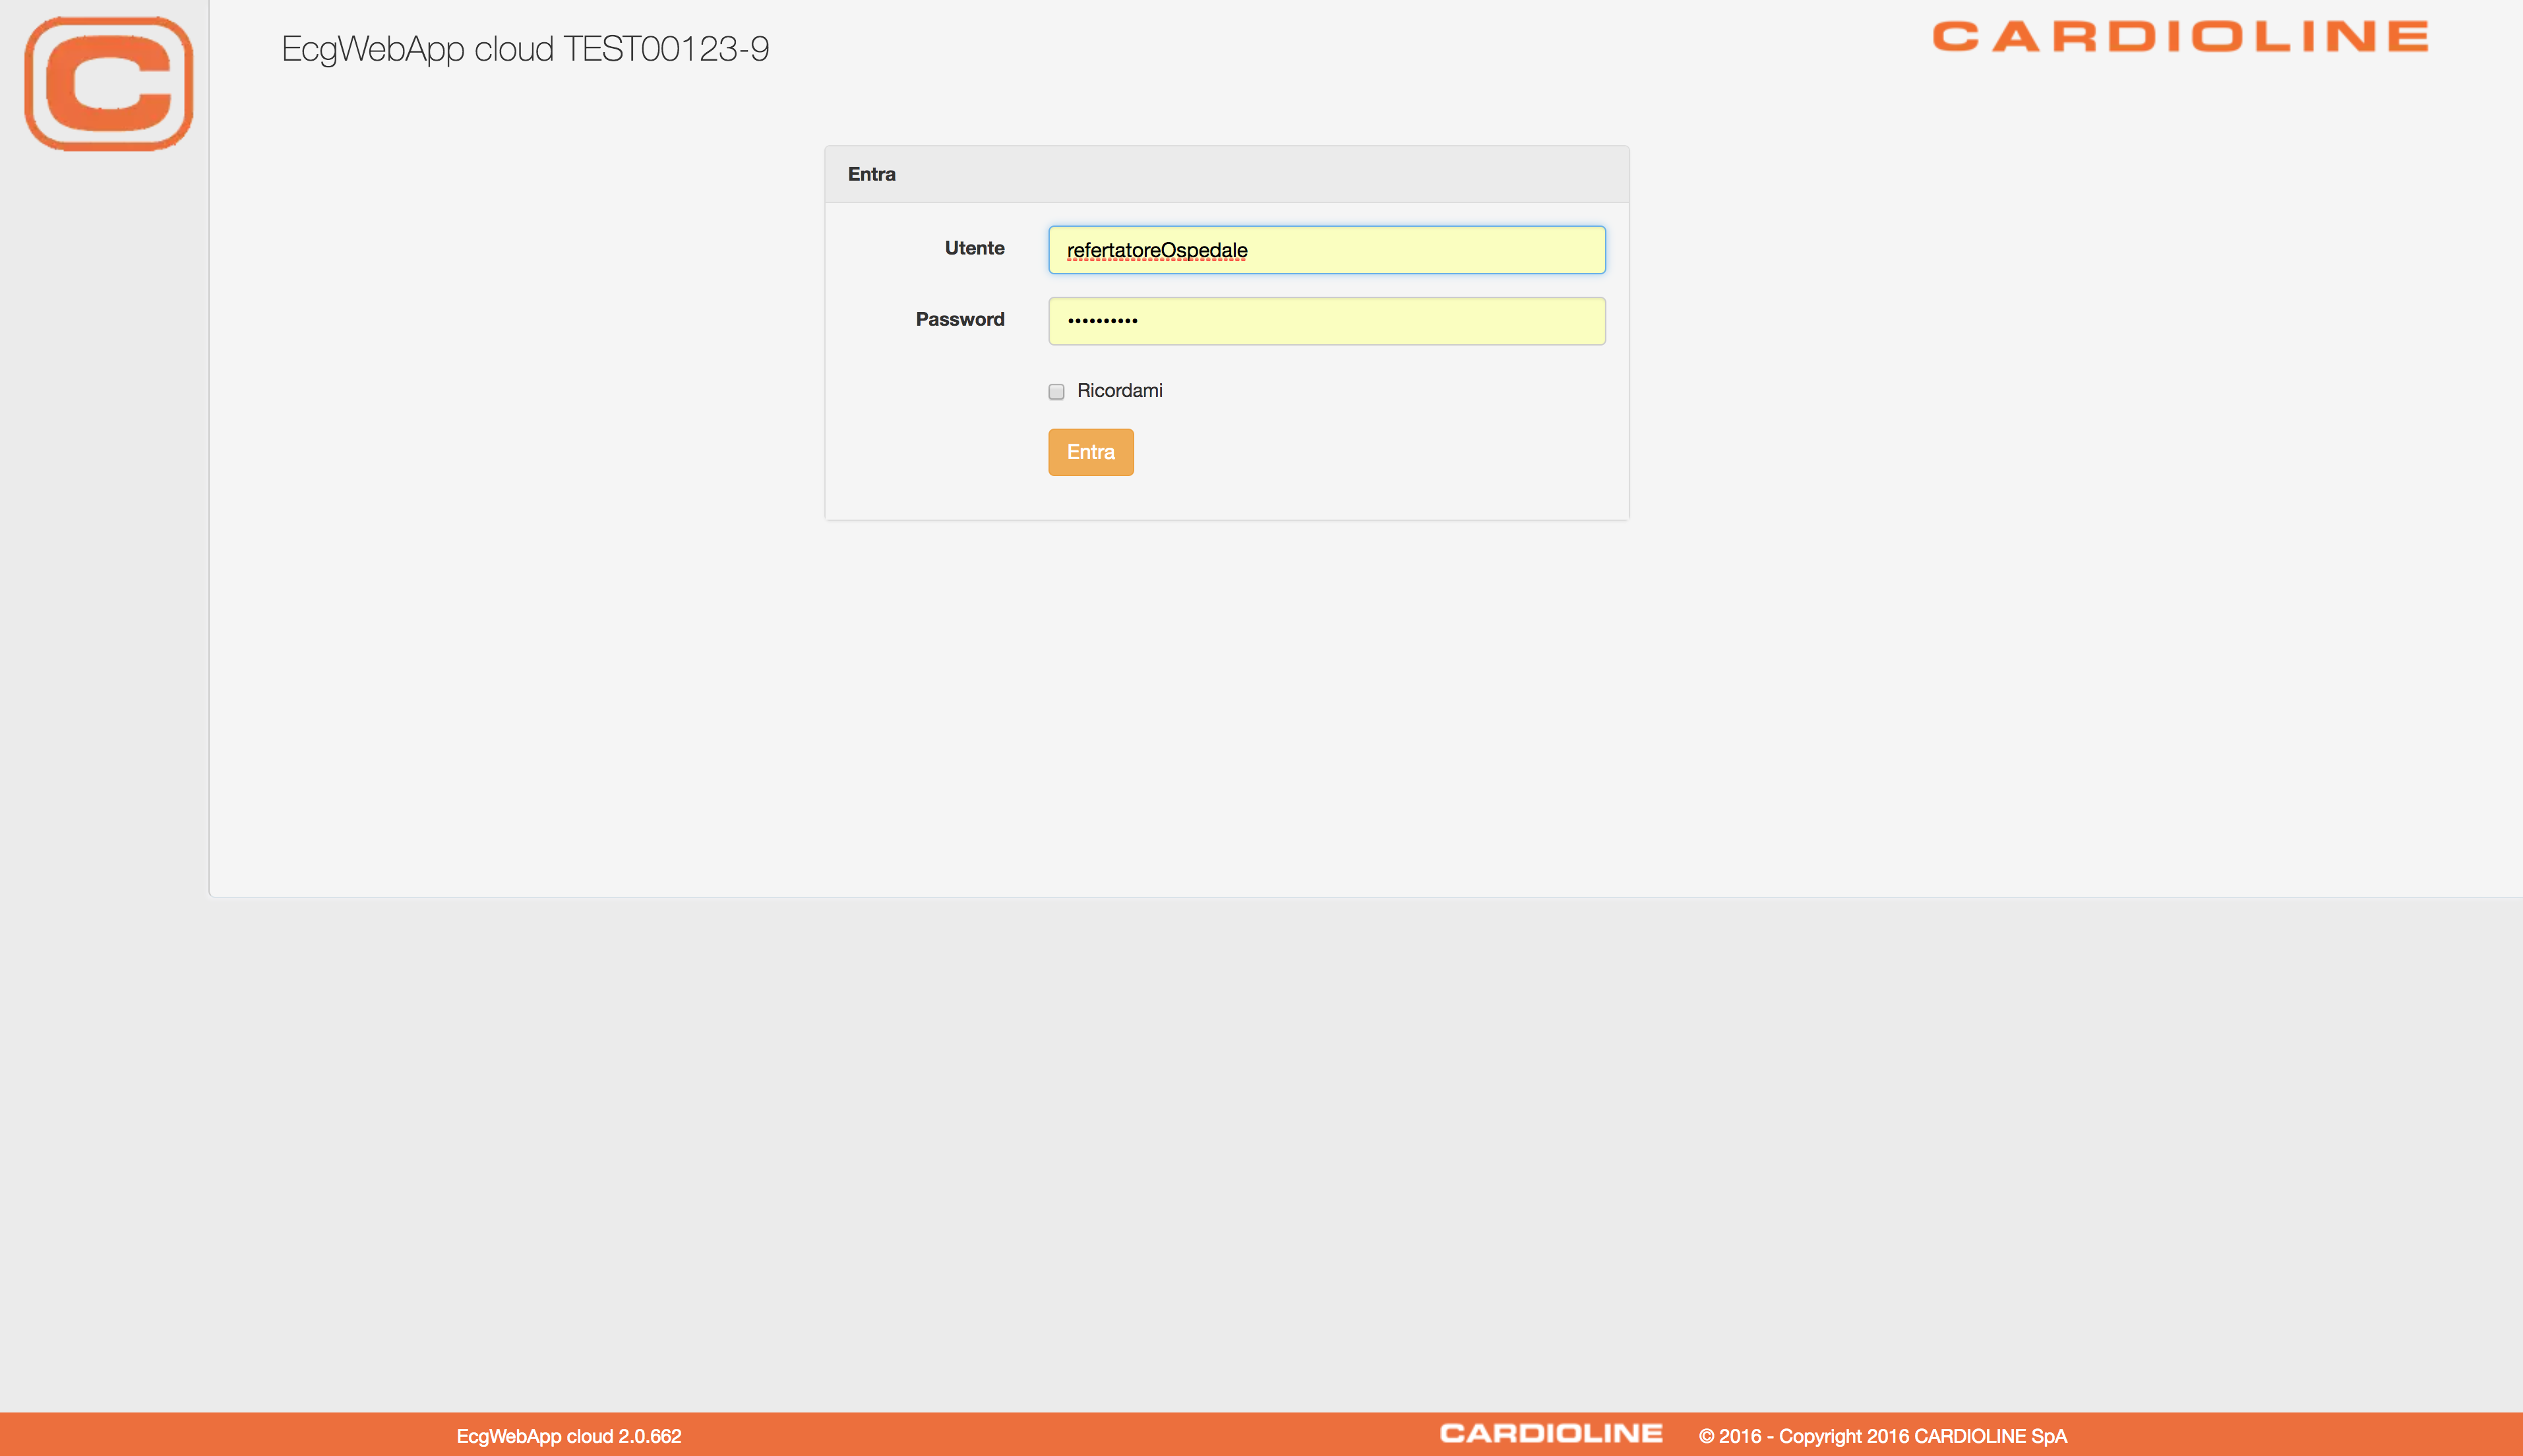 C
EcgWebApp cloud TEST00123-9
CARDIOLINE
Entra
Utente
refertatoreOspedale
Password
••••••••••
Ricordami
Entra
EcgWebApp cloud 2.0.662
CARDIOLINE
© 2016 - Copyright 2016 CARDIOLINE SpA